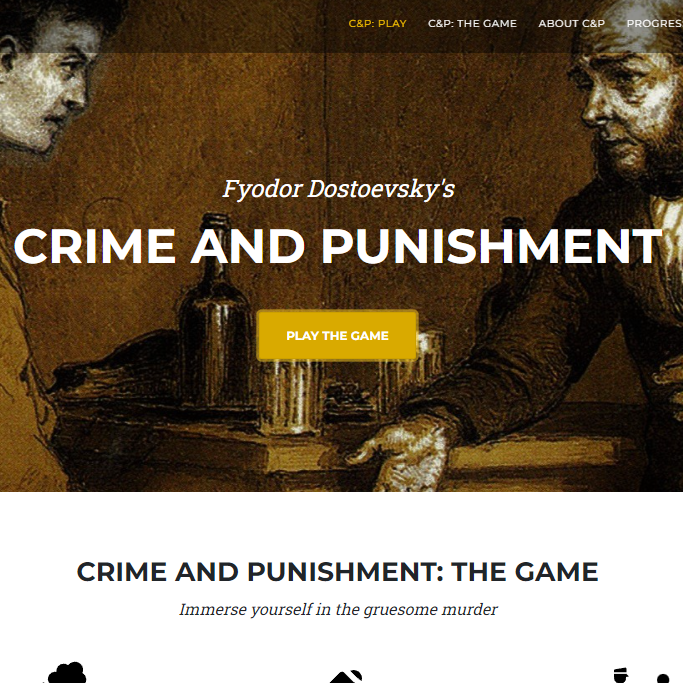 C&P: PLAY C&P: THE GAME ABOUT C&P
Fyodor Dostoevsky's
CRIME AND PUNISHMENT
PLAY THE GAME
CRIME AND PUNISHMENT: THE GAME
Immerse yourself in the gruesome murder